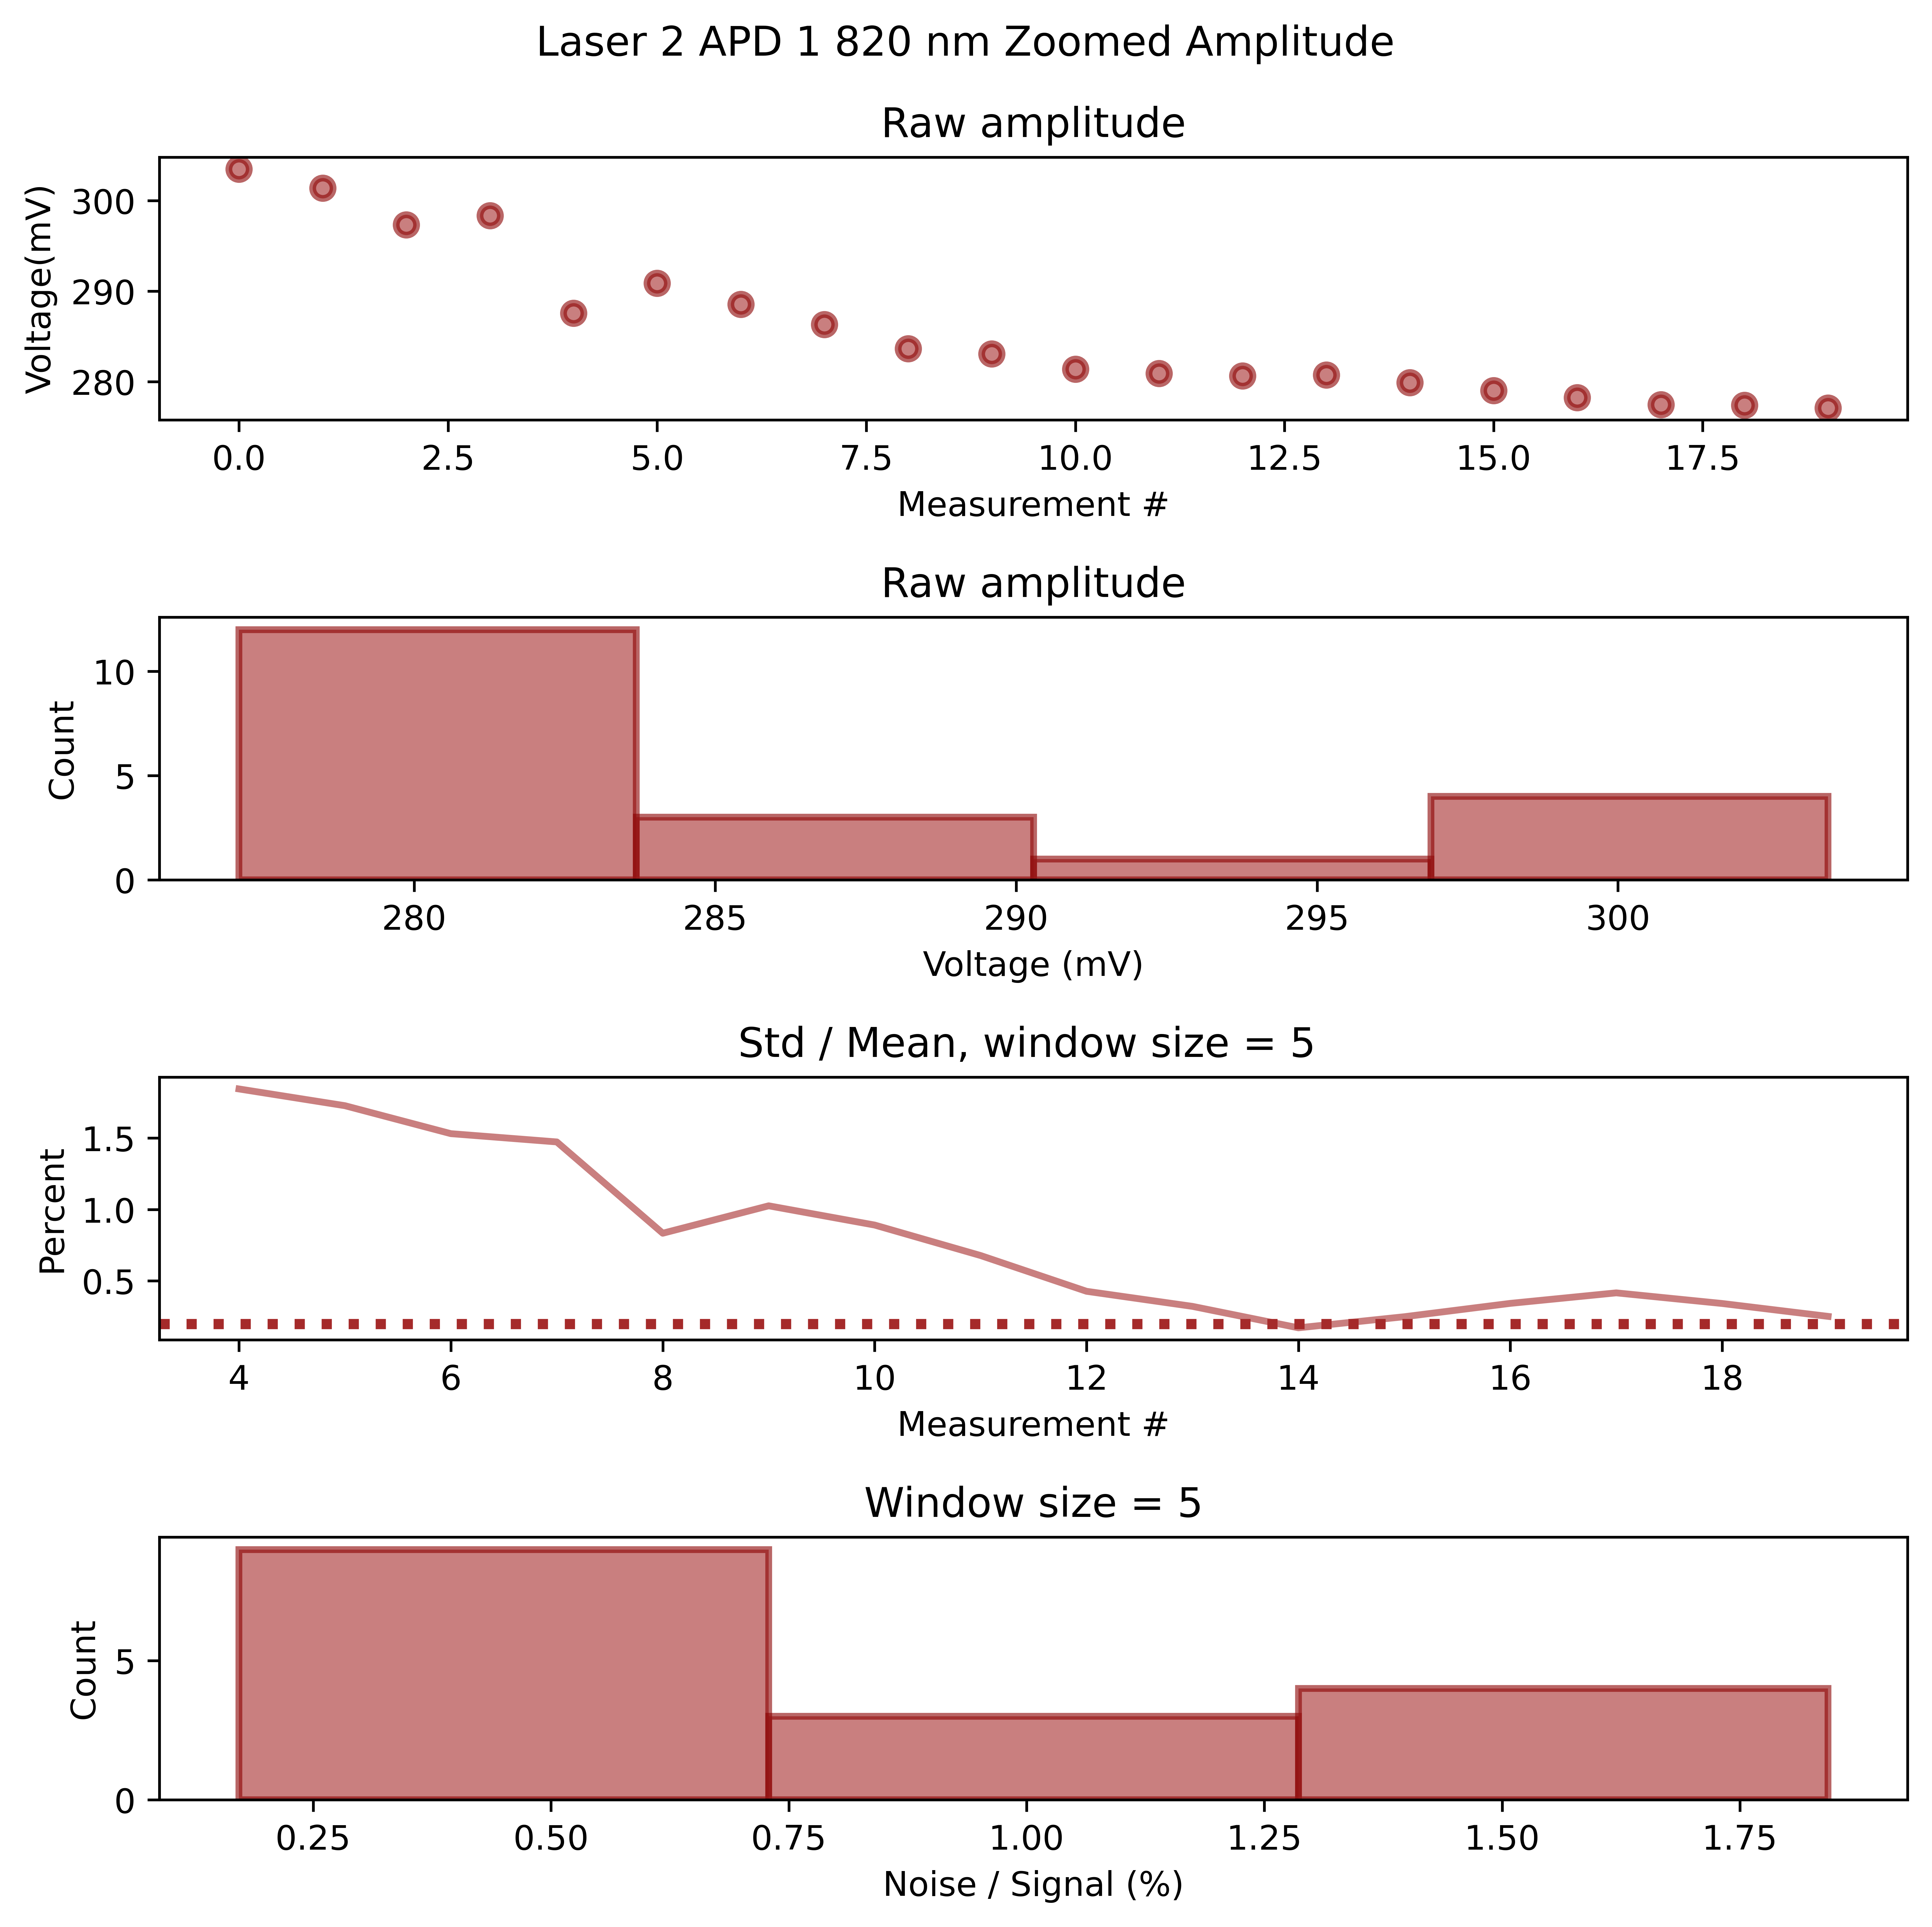 Laser 2 APD 1 820 nm Zoomed Amplitude
Raw amplitude
Voltage(mV)
300
290
280
0.0 2.5 5.0 7.5 10.0 12.5 15.0 17.5
Measurement #
Raw amplitude
Count
10
5
0
280 285 290 295 300
Voltage (mV)
Std / Mean, window size = 5
Percent
1.5
1.0
0.5
4 6 8 10 12 14 16 18
Measurement #
Window size = 5
Count
5
0
0.25 0.50 0.75 1.00 1.25 1.50 1.75
Noise / Signal (%)